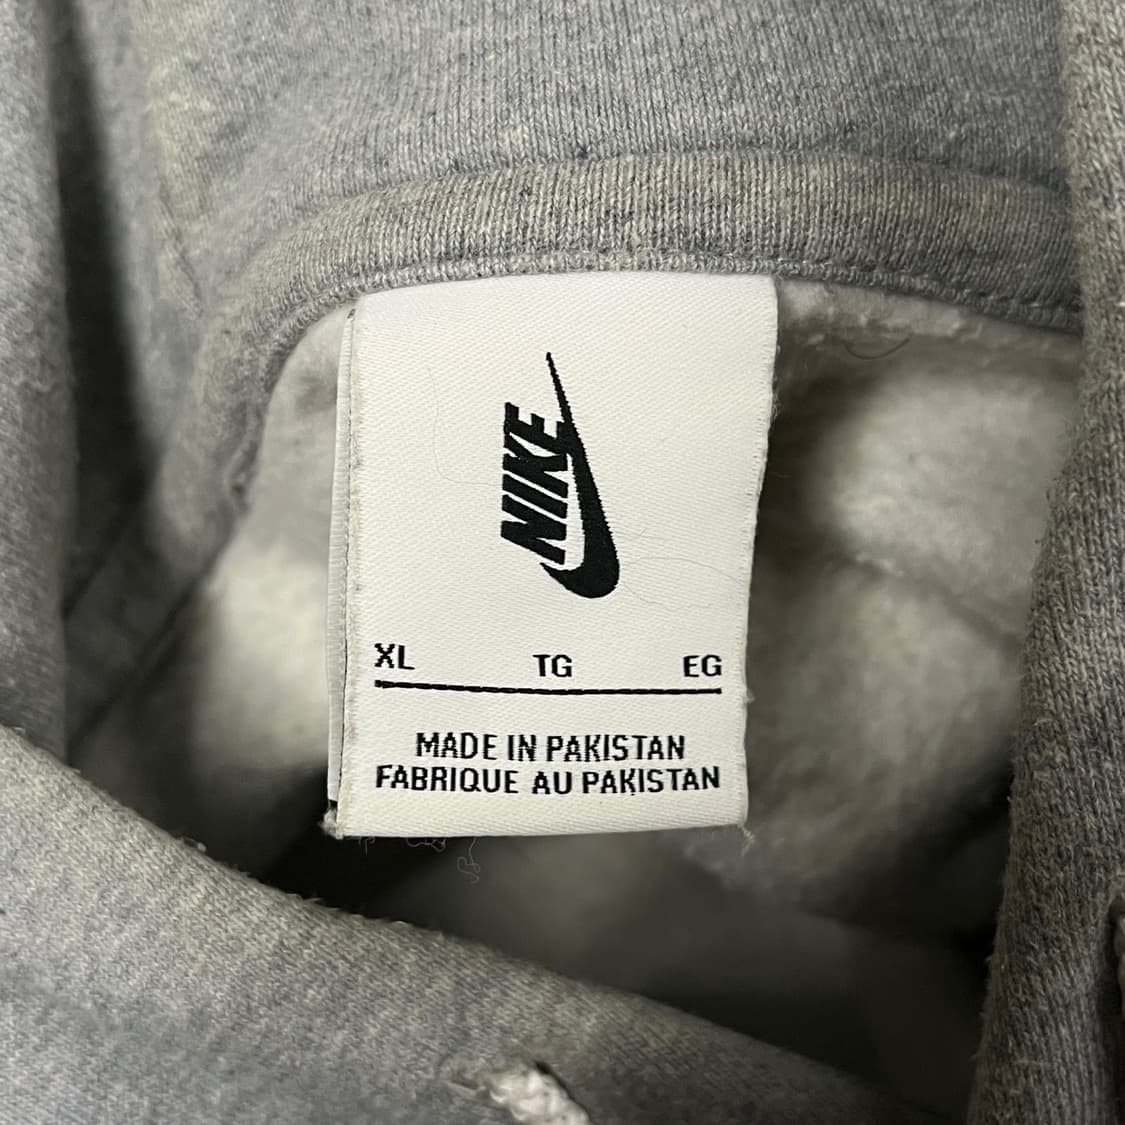 NIKE
XL TG EG
MADE IN PAKISTAN
FABRIQUE AU PAKISTAN